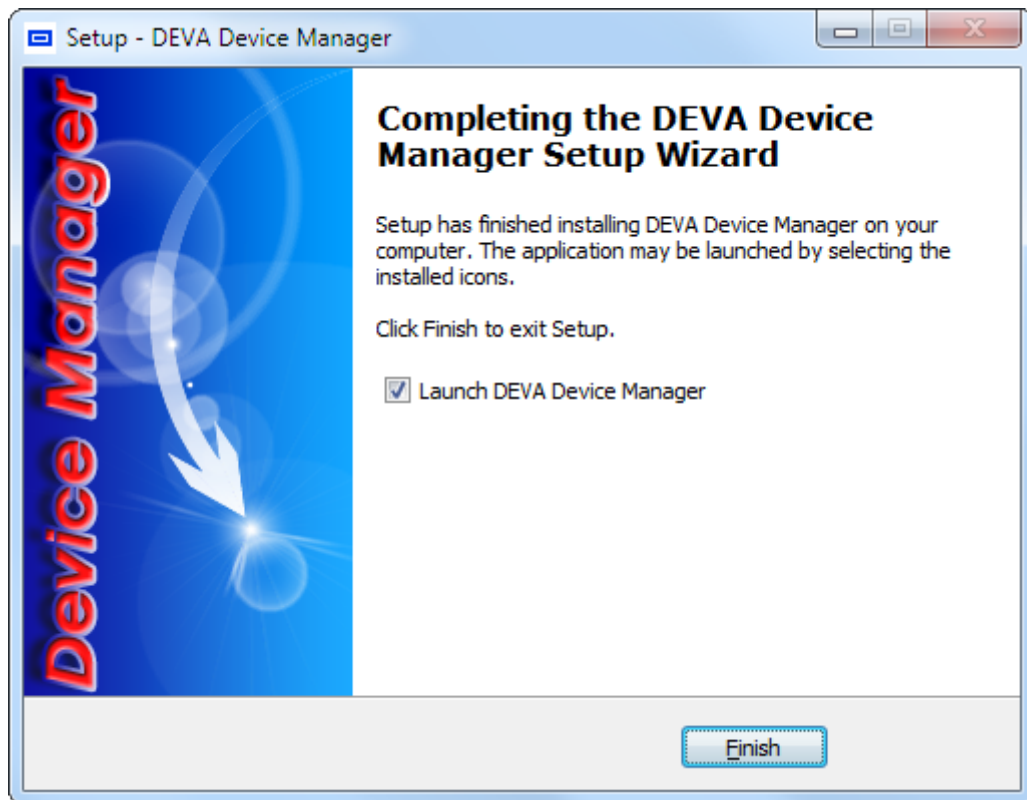 Setup - DEVA Device Manager
Device Manager
Completing the DEVA Device
Manager Setup Wizard
Setup has finished installing DEVA Device Manager on your
computer. The application may be launched by selecting the
installed icons.
Click Finish to exit Setup.
Launch DEVA Device Manager
Finish